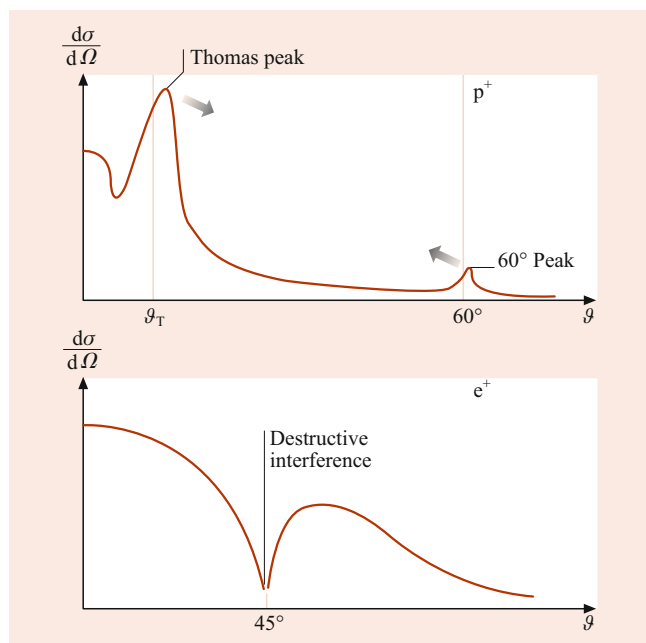 dσ
dΩ
Thomas peak
p⁺
60° Peak
ϑ_T
60°
ϑ
dσ
dΩ
e⁺
Destructive
interference
45°
ϑ